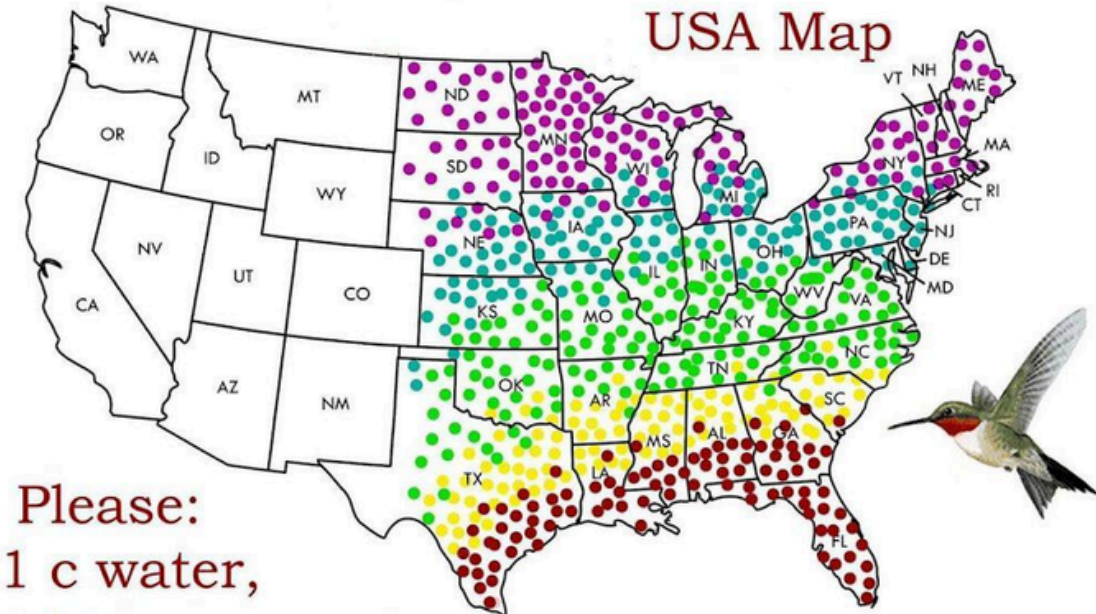 USA Map
WA
MT
ND
MN
VT
NH
ME
OR
ID
SD
WI
MI
NY
MA
RI
CT
WY
NE
IA
PA
NJ
NV
UT
CO
IL
IN
OH
DE
MD
CA
KS
MO
WV
VA
KY
AZ
NM
OK
AR
TN
NC
SC
TX
LA
MS
AL
GA
FL
Please:
1 c water,